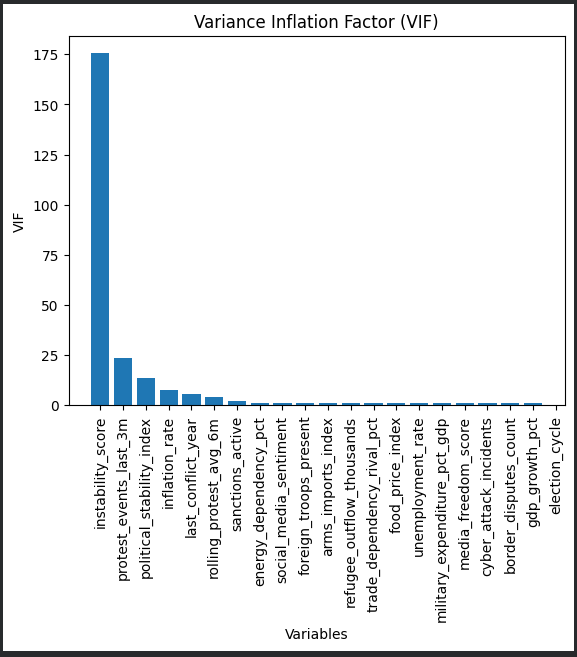 Variance Inflation Factor (VIF)
175
150
125
100
75
50
25
0
VIF
instability_score
protest_events_last_3m
political_stability_index
inflation_rate
last_conflict_year
rolling_protest_avg_6m
sanctions_active
energy_dependency_pct
social_media_sentiment
foreign_troops_present
arms_imports_index
refugee_outflow_thousands
trade_dependency_rival_pct
food_price_index
unemployment_rate
military_expenditure_pct_gdp
media_freedom_score
cyber_attack_incidents
border_disputes_count
gdp_growth_pct
election_cycle
Variables